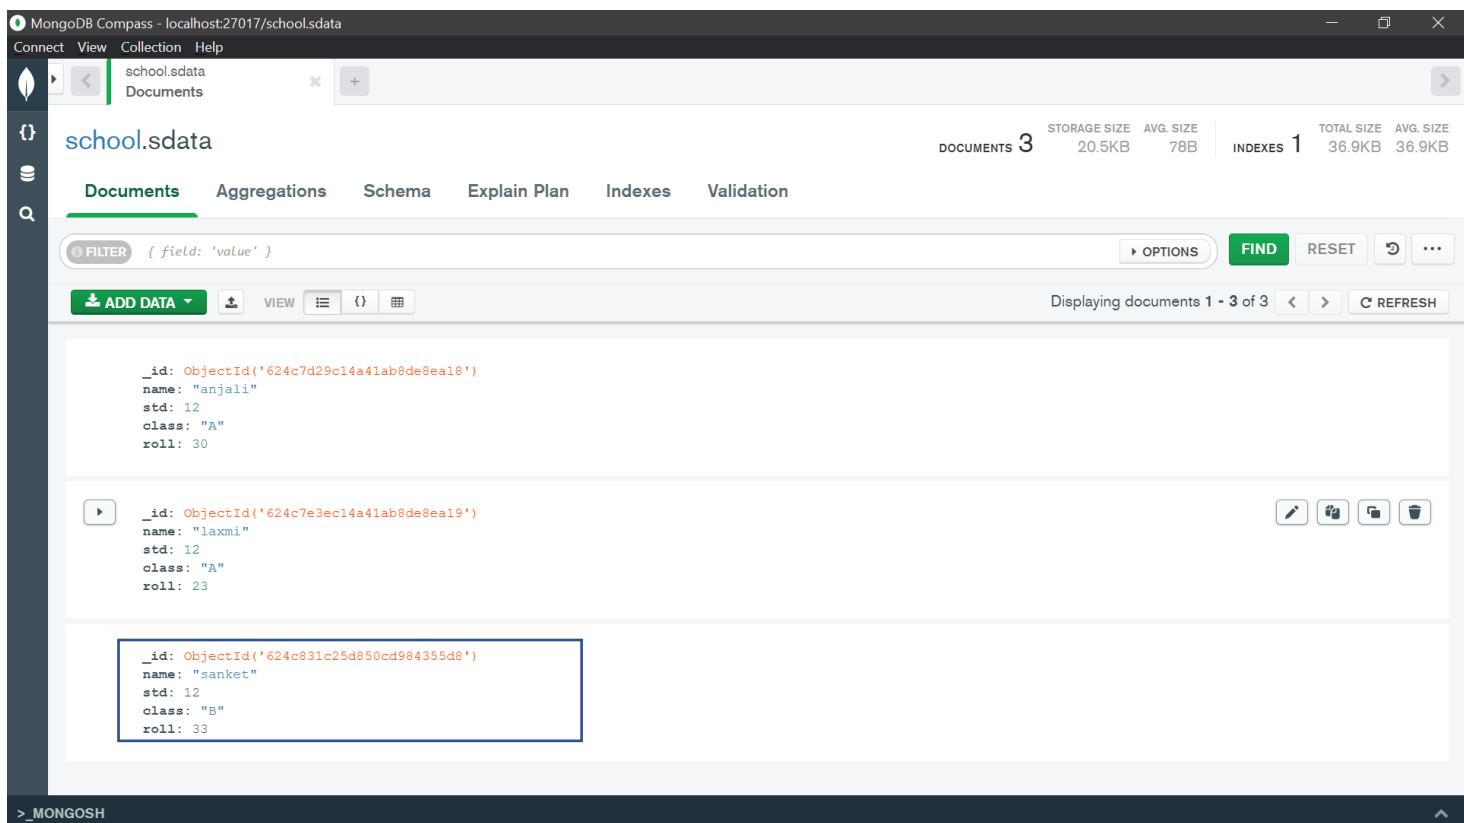 MongoDB Compass - localhost:27017/school.sdata
Connect View Collection Help
school.sdata
Documents
school.sdata
DOCUMENTS 3 STORAGE SIZE 20.5KB AVG. SIZE 78B INDEXES 1 TOTAL SIZE 36.9KB AVG. SIZE 36.9KB
Documents Aggregations Schema Explain Plan Indexes Validation
FILTER { field: 'value' } OPTIONS FIND RESET
ADD DATA VIEW {} Displaying documents 1 - 3 of 3 REFRESH
_id: ObjectId('624c7d29c14a41ab8de8ea18')
name: "anjali"
std: 12
class: "A"
roll: 30
_id: ObjectId('624c7e3ec14a41ab8de8ea19')
name: "laxmi"
std: 12
class: "A"
roll: 23
_id: ObjectId('624c831c25d850cd984355d8')
name: "sanket"
std: 12
class: "B"
roll: 33
>_MONGOSH